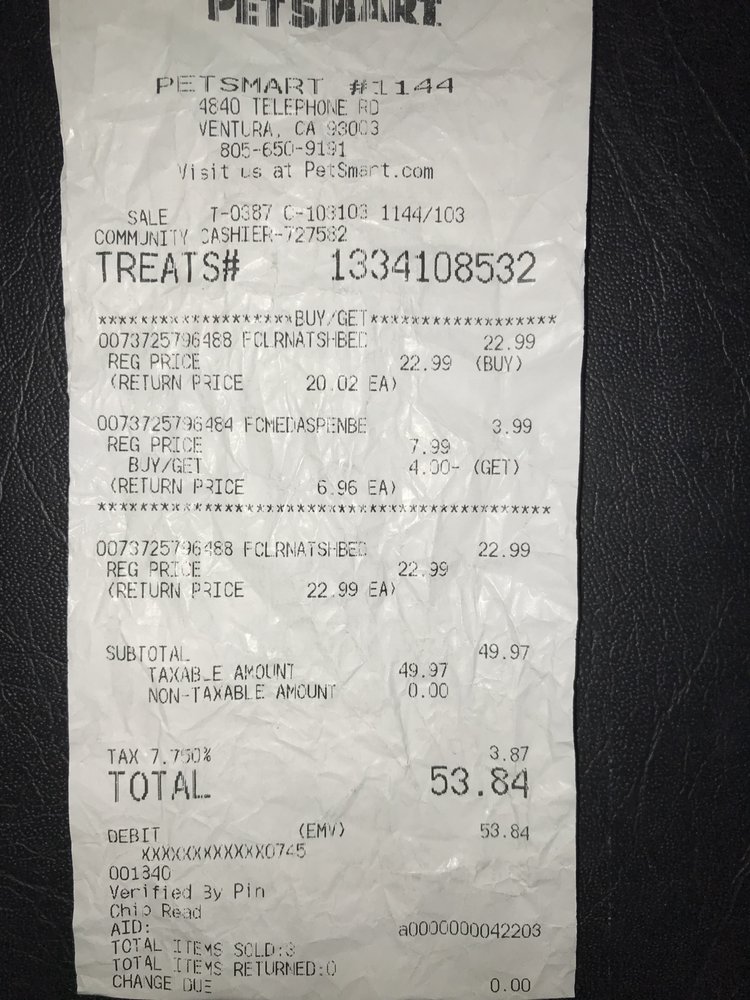 PETSMART
PETSMART #1144
4840 TELEPHONE RD
VENTURA, CA 93003
805-650-9191
Visit us at PetSmart.com
SALE T-0387 C-103103 1144/103
COMMUNITY CASHIER-727582
TREATS# 1334108532
*******************BUY/GET*******************
0073725796488 FCLRNATSHBED 22.99
REG PRICE 22.99 (BUY)
(RETURN PRICE 20.02 EA)
0073725796484 FCMEDASPENBE 3.99
REG PRICE 7.99
BUY/GET 4.00- (GET)
(RETURN PRICE 6.96 EA)
*********************************************
0073725796488 FCLRNATSHBED 22.99
REG PRICE 22.99
(RETURN PRICE 22.99 EA)
SUBTOTAL 49.97
TAXABLE AMOUNT 49.97
NON-TAXABLE AMOUNT 0.00
TAX 7.750% 3.87
TOTAL 53.84
DEBIT (EMV) 53.84
XXXXXXXXXXXX0745
001340
Verified By Pin
Chip Read
AID: a0000000042203
TOTAL ITEMS SOLD:3
TOTAL ITEMS RETURNED:0
CHANGE DUE 0.00